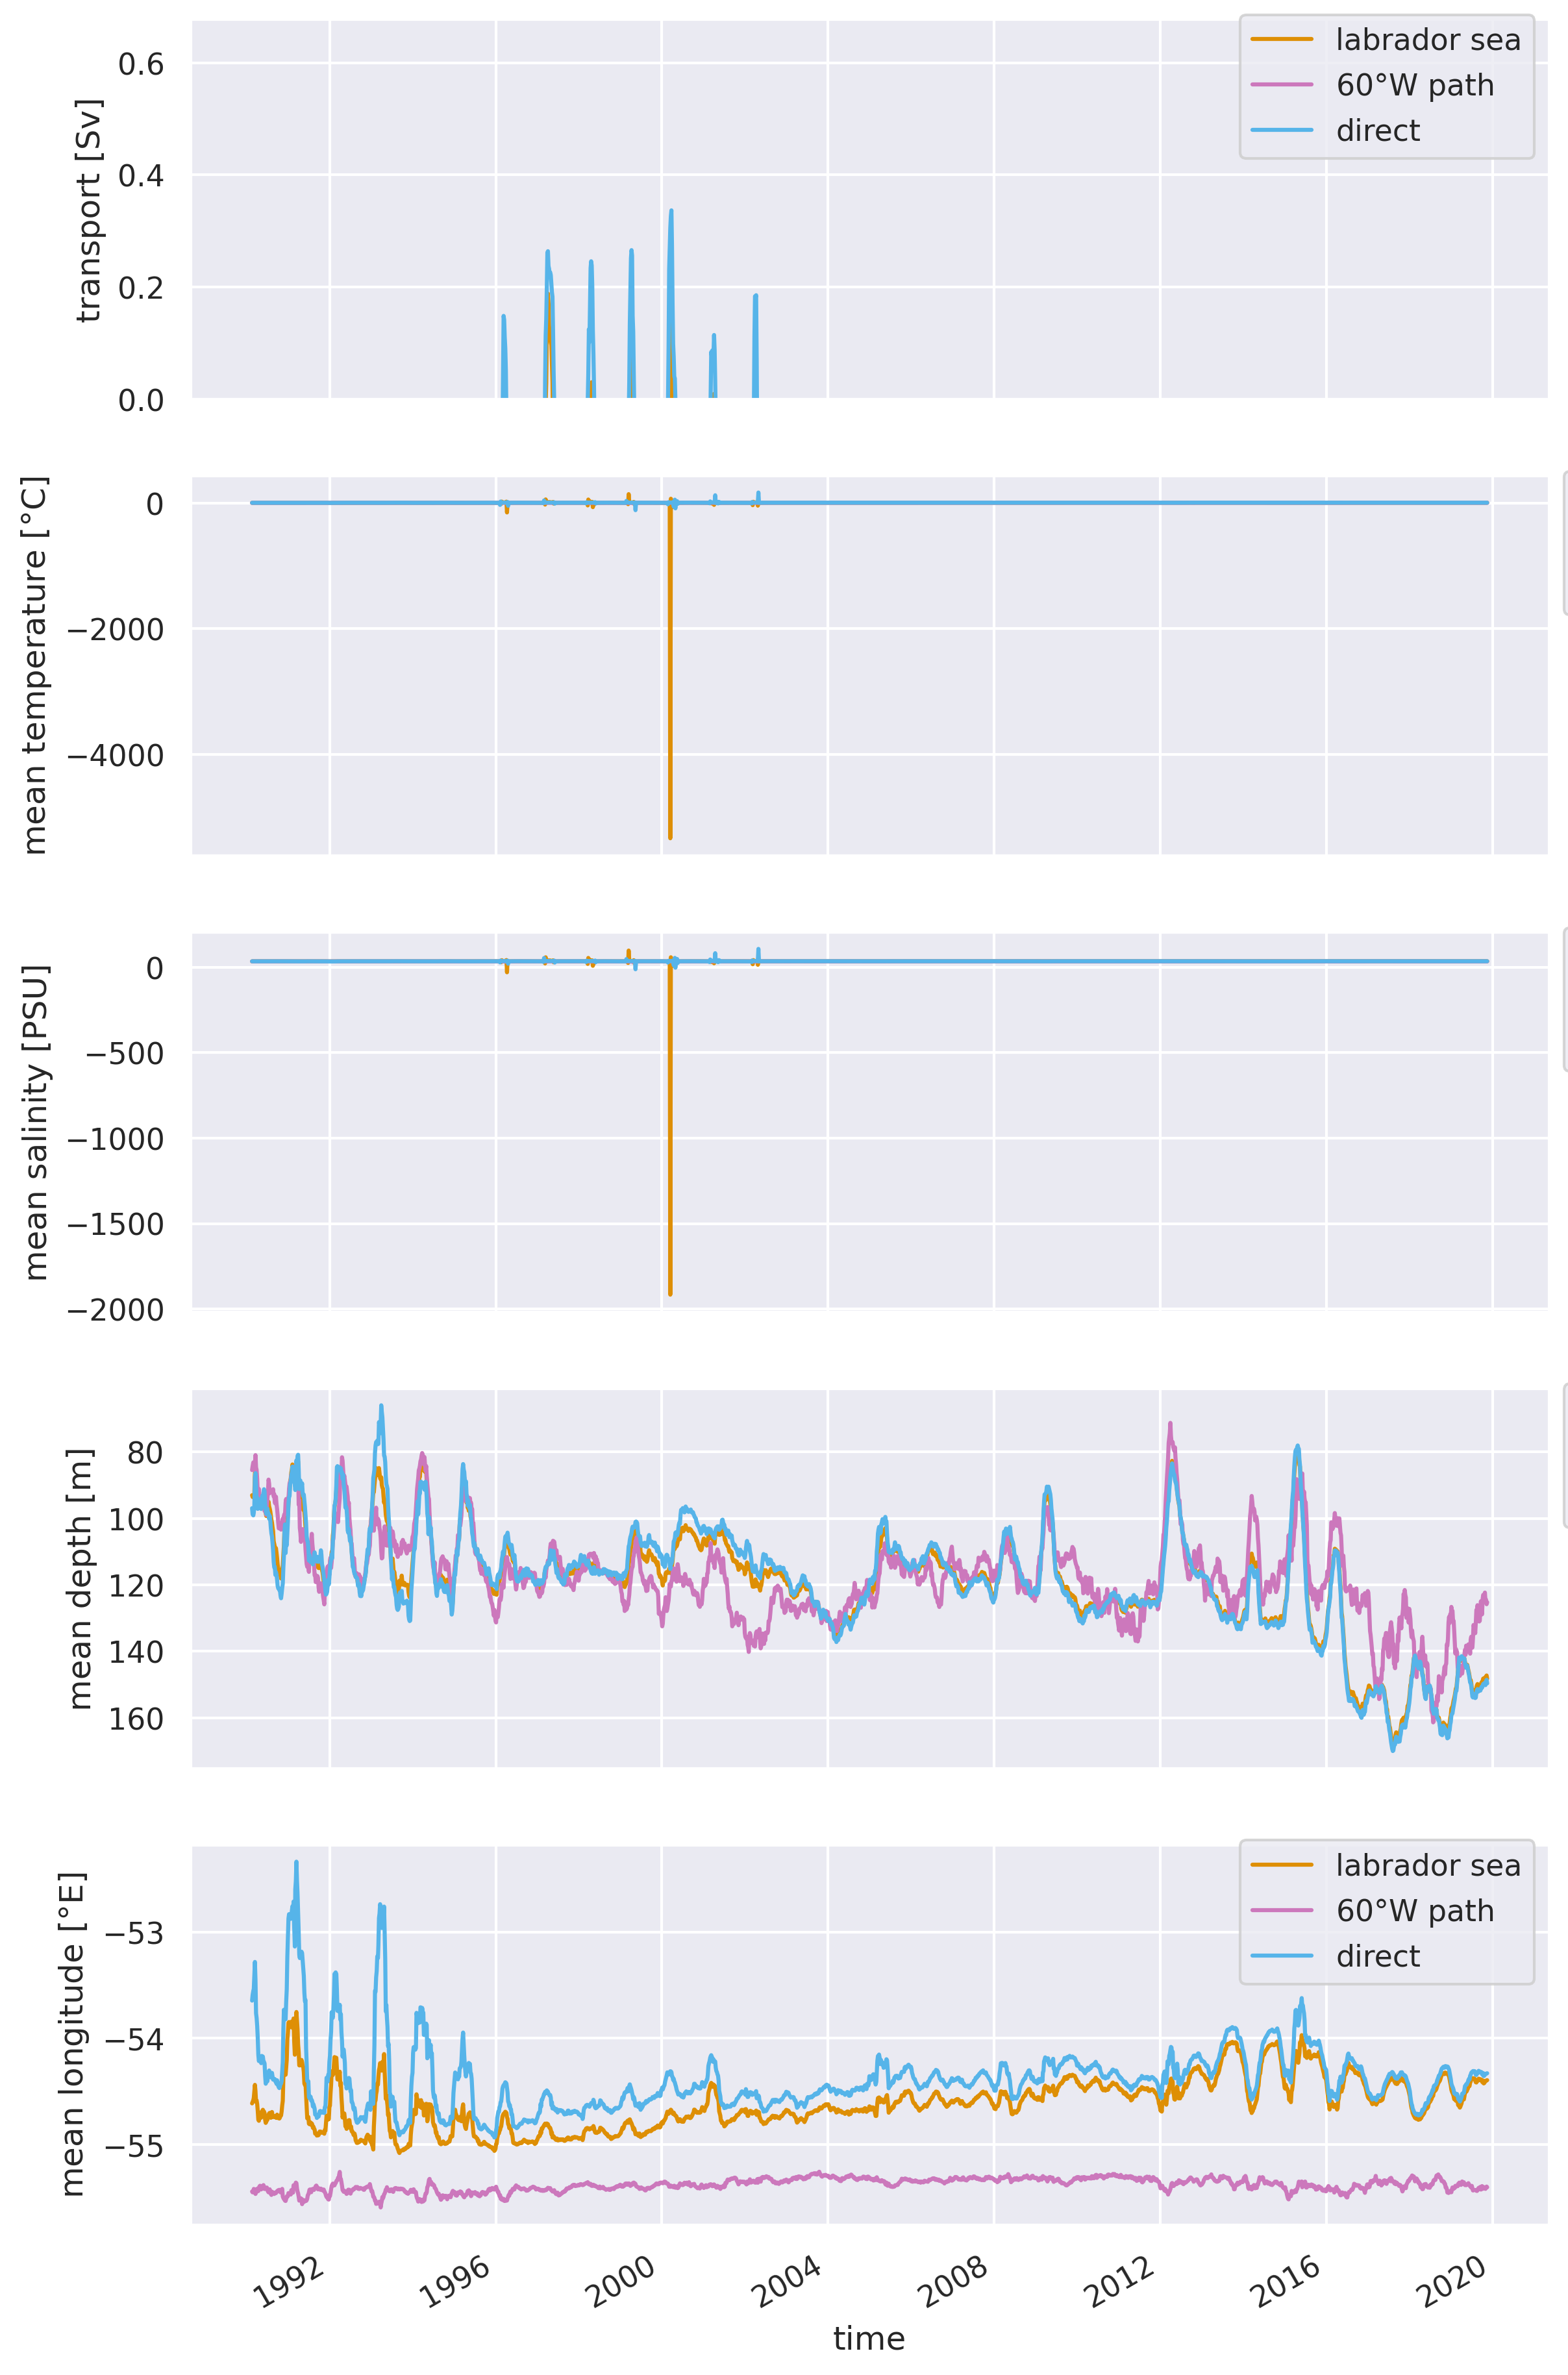 transport [Sv]
0.6
0.4
0.2
0.0
labrador sea
60°W path
direct
mean temperature [°C]
0
−2000
−4000
mean salinity [PSU]
0
−500
−1000
−1500
−2000
mean depth [m]
80
100
120
140
160
mean longitude [°E]
−53
−54
−55
labrador sea
60°W path
direct
1992
1996
2000
2004
2008
2012
2016
2020
time